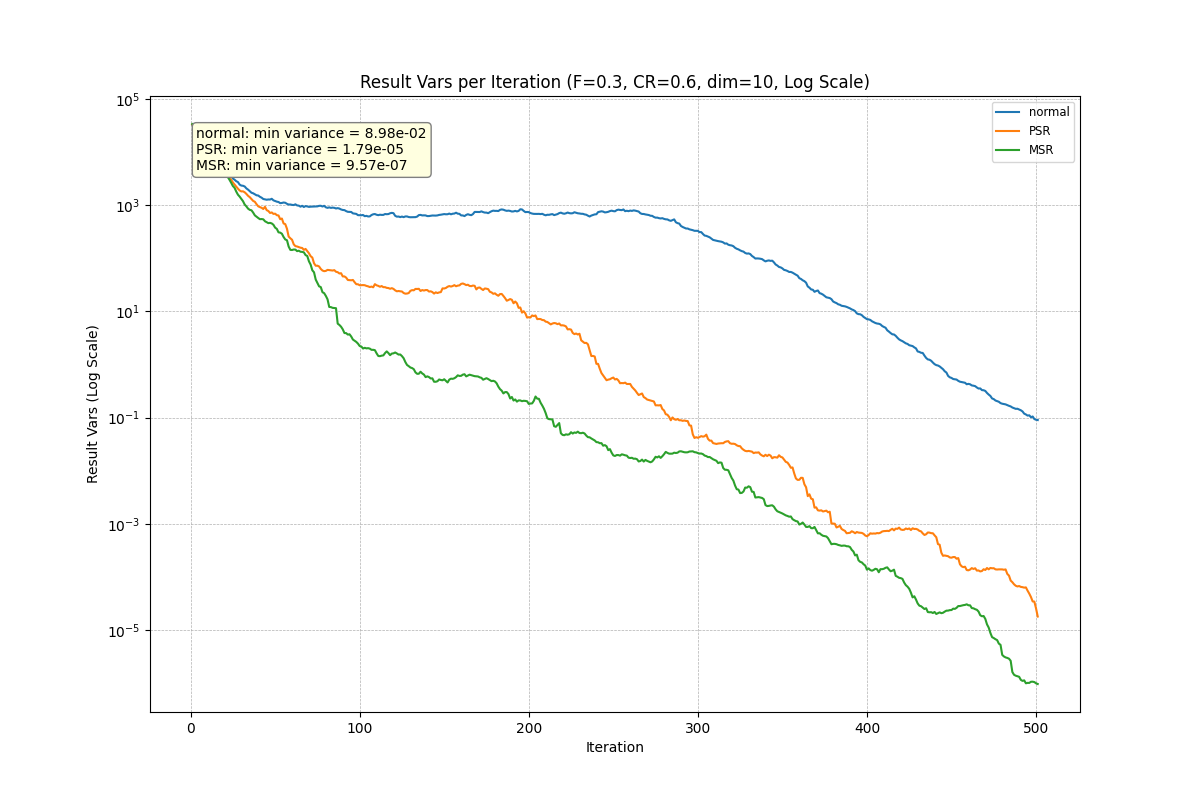 Result Vars per Iteration (F=0.3, CR=0.6, dim=10, Log Scale)
normal: min variance = 8.98e-02
PSR: min variance = 1.79e-05
MSR: min variance = 9.57e-07
normal
PSR
MSR
Result Vars (Log Scale)
10^5
10^3
10^1
10^-1
10^-3
10^-5
0 100 200 300 400 500
Iteration